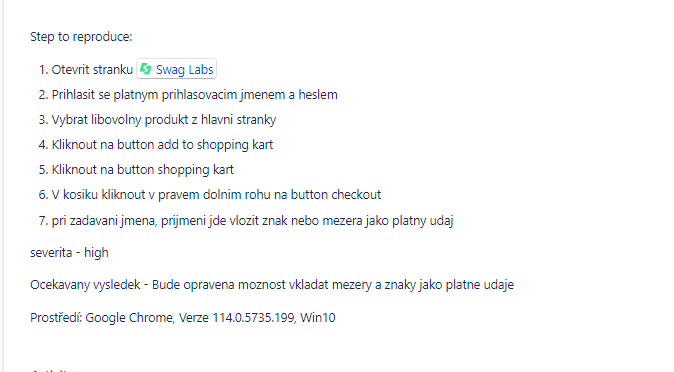 Step to reproduce:
1. Otevrit stranku Swag Labs
2. Prihlasit se platnym prihlasovacim jmenem a heslem
3. Vybrat libovolny produkt z hlavni stranky
4. Kliknout na button add to shopping kart
5. Kliknout na button shopping kart
6. V kosiku kliknout v pravem dolnim rohu na button checkout
7. pri zadavani jmena, prijmeni jde vlozit znak nebo mezera jako platny udaj
severita - high
Ocekavany vysledek - Bude opravena moznost vkladat mezery a znaky jako platne udaje
Prostředí: Google Chrome, Verze 114.0.5735.199, Win10